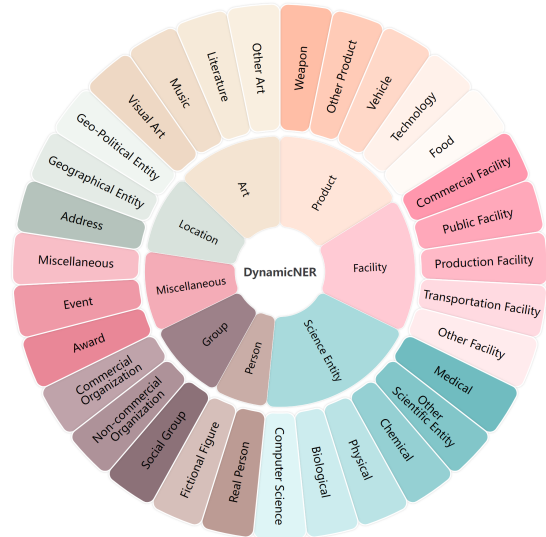 DynamicNER
Product
Facility
Science Entity
Person
Group
Miscellaneous
Location
Art
Weapon
Other Product
Vehicle
Technology
Food
Commercial Facility
Public Facility
Production Facility
Transportation Facility
Other Facility
Medical
Other
Scientific Entity
Chemical
Physical
Biological
Computer Science
Real Person
Fictional Figure
Social Group
Non-commercial
Organization
Commercial
Organization
Award
Event
Miscellaneous
Address
Geographical Entity
Geo-Political Entity
Visual Art
Music
Literature
Other Art